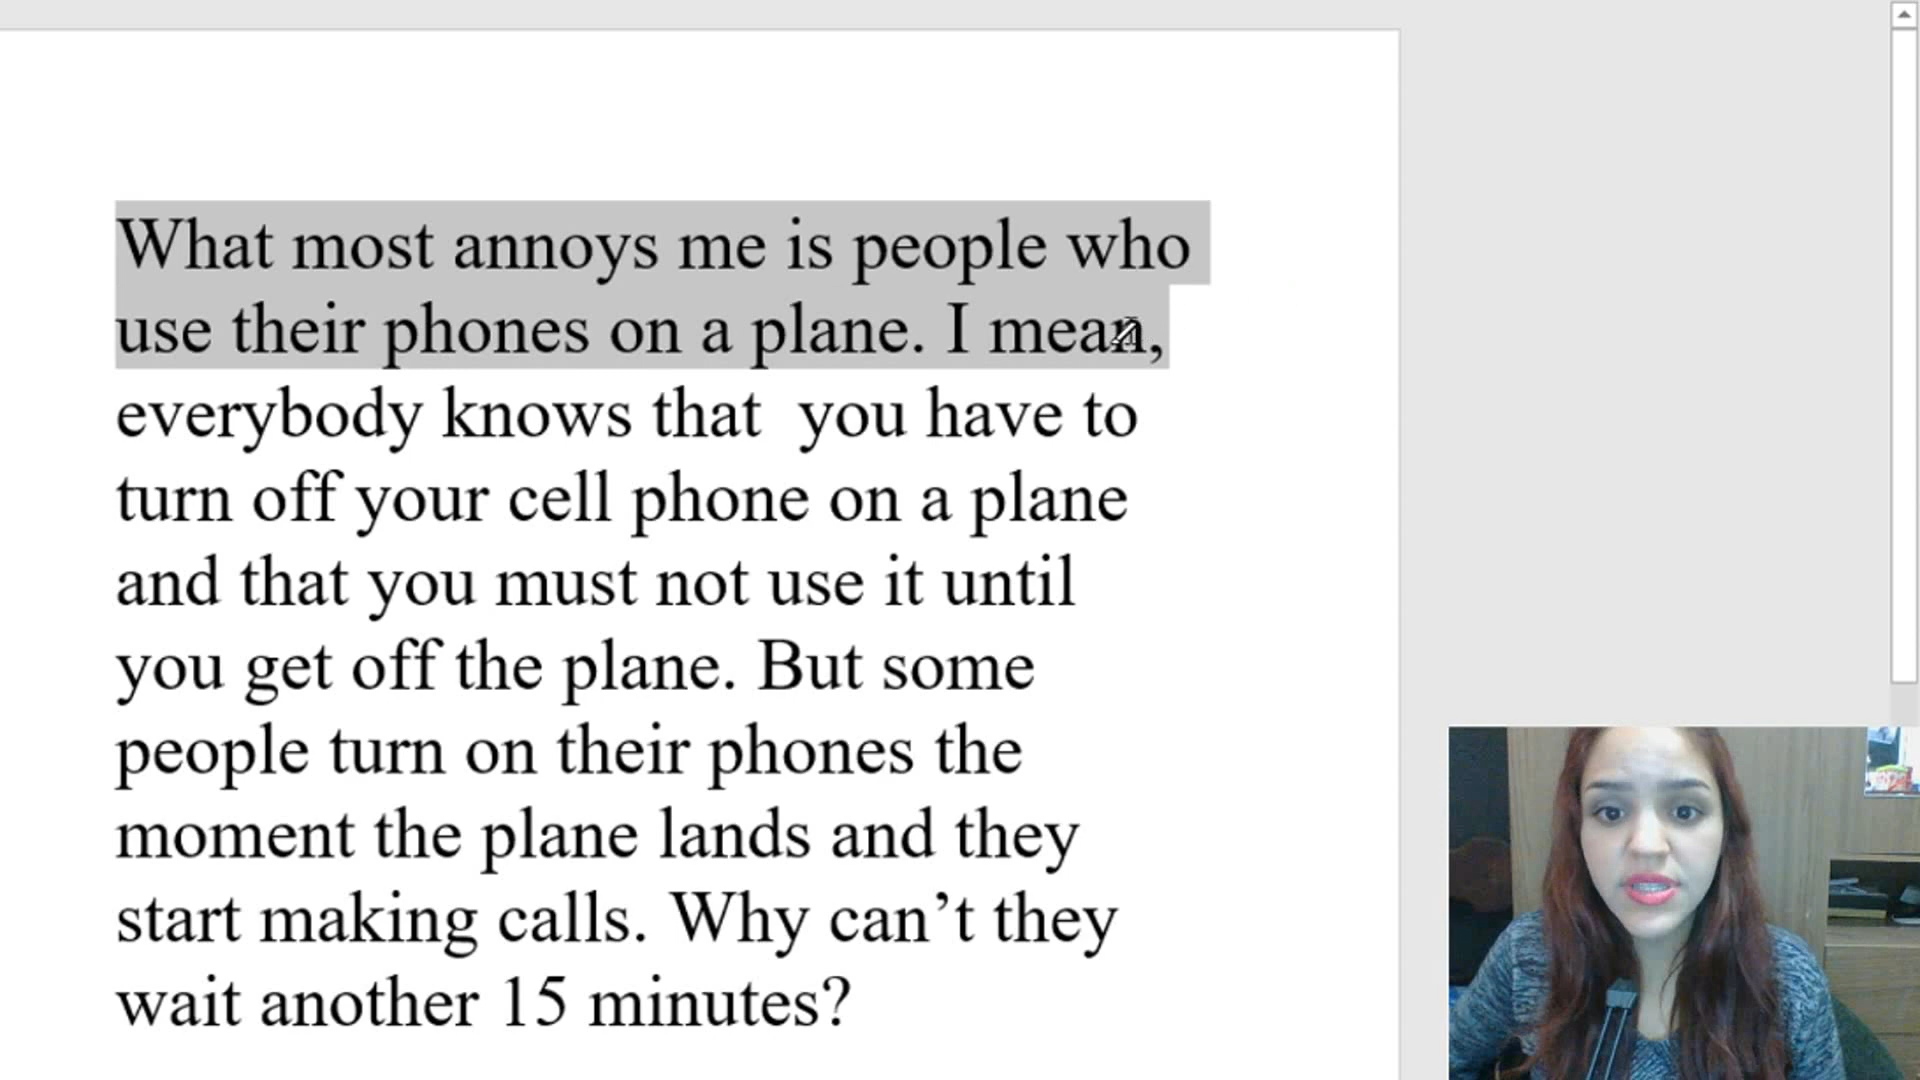 What most annoys me is people who
use their phones on a plane. I mean,
everybody knows that  you have to
turn off your cell phone on a plane
and that you must not use it until
you get off the plane. But some
people turn on their phones the
moment the plane lands and they
start making calls. Why can’t they
wait another 15 minutes?